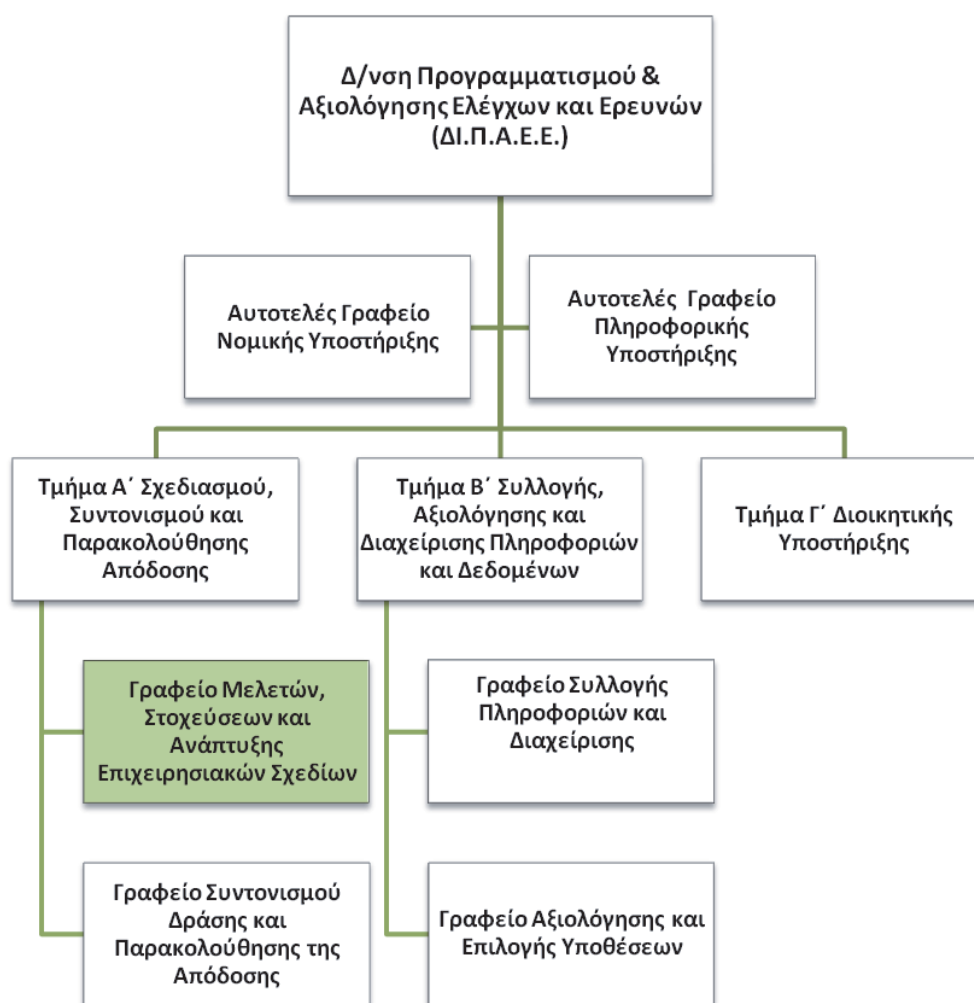 Δ/νση Προγραμματισμού &
Αξιολόγησης Ελέγχων και Ερευνών
(ΔΙ.Π.Α.Ε.Ε.)
Αυτοτελές Γραφείο
Νομικής Υποστήριξης
Αυτοτελές Γραφείο
Πληροφορικής
Υποστήριξης
Τμήμα Α΄ Σχεδιασμού,
Συντονισμού και
Παρακολούθησης
Απόδοσης
Τμήμα Β΄ Συλλογής,
Αξιολόγησης και
Διαχείρισης Πληροφοριών
και Δεδομένων
Τμήμα Γ΄ Διοικητικής
Υποστήριξης
Γραφείο Μελετών,
Στοχεύσεων και
Ανάπτυξης
Επιχειρησιακών Σχεδίων
Γραφείο Συλλογής
Πληροφοριών και
Διαχείρισης
Γραφείο Συντονισμού
Δράσης και
Παρακολούθησης της
Απόδοσης
Γραφείο Αξιολόγησης και
Επιλογής Υποθέσεων